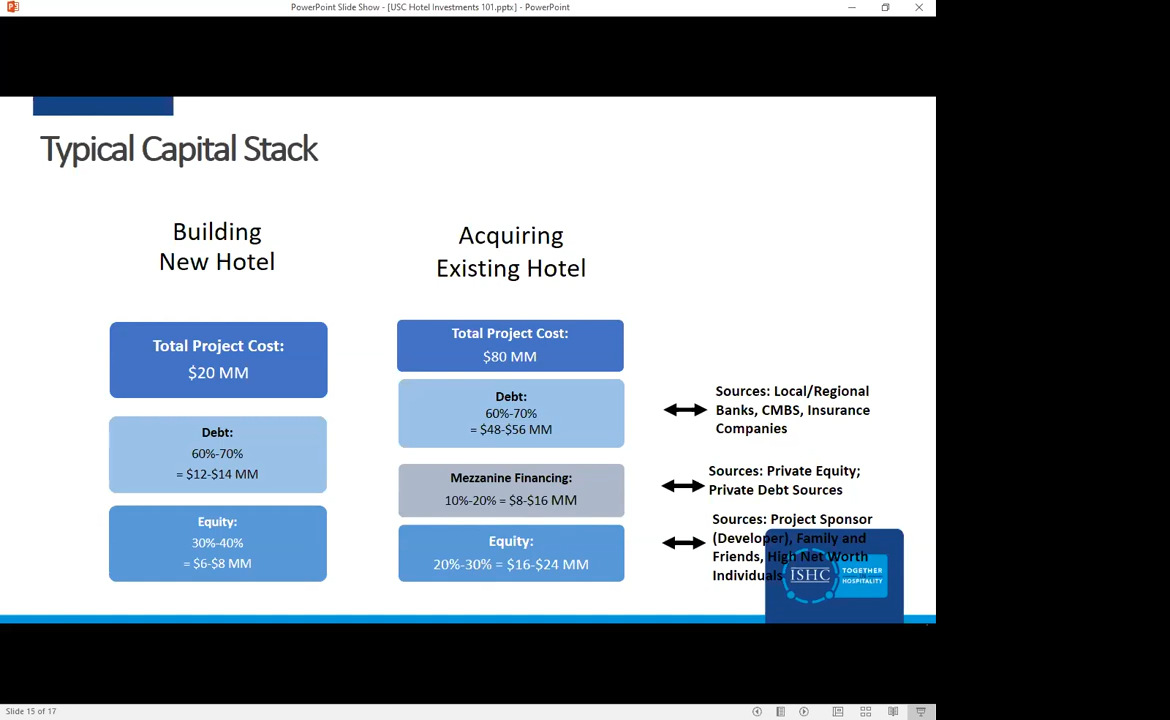 PowerPoint Slide Show - [USC Hotel Investments 101.pptx] - PowerPoint
Typical Capital Stack
Building
New Hotel
Total Project Cost:
$20 MM
Debt:
60%-70%
= $12-$14 MM
Equity:
30%-40%
= $6-$8 MM
Acquiring
Existing Hotel
Total Project Cost:
$80 MM
Debt:
60%-70%
= $48-$56 MM
Mezzanine Financing:
10%-20% = $8-$16 MM
Equity:
20%-30% = $16-$24 MM
Sources: Local/Regional
Banks, CMBS, Insurance
Companies
Sources: Private Equity;
Private Debt Sources
Sources: Project Sponsor
(Developer), Family and
Friends, High Net Worth
Individuals
ISHC
TOGETHER
HOSPITALITY
Slide 15 of 17